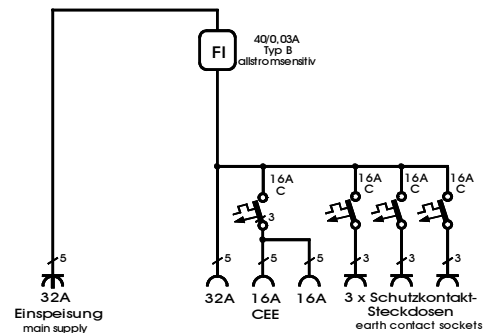 40/0,03A
Typ B
allstromsensitiv
FI
16A
C
3
16A
C
16A
C
16A
C
5
5
5
5
3
3
3
32A
Einspeisung
main supply
32A
16A
CEE
16A
3 x Schutzkontakt-
Steckdosen
earth contact sockets